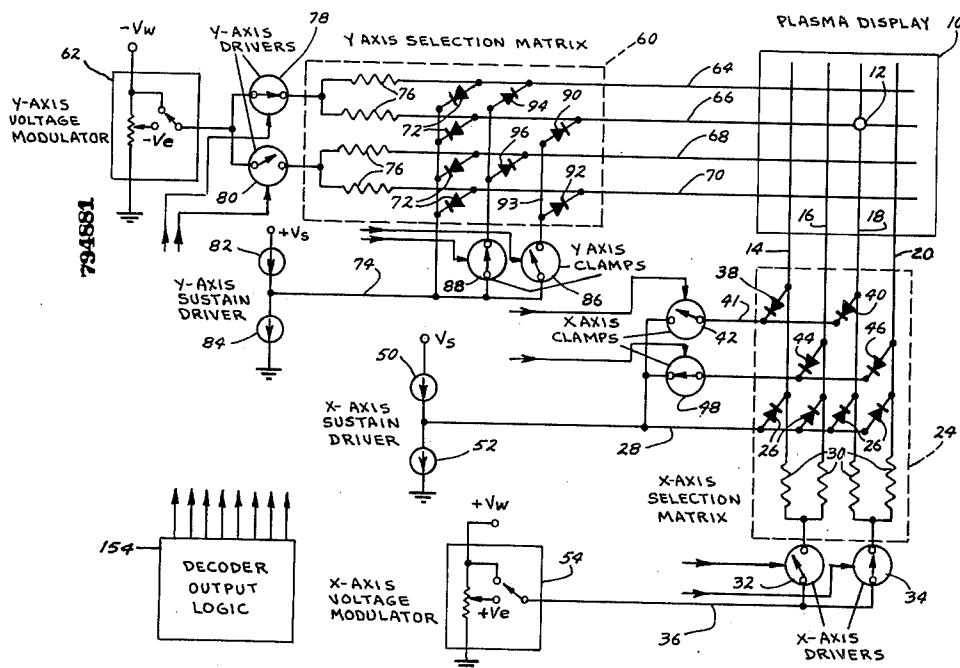 PLASMA DISPLAY
10
-Vw
Y-AXIS DRIVERS
78
Y AXIS SELECTION MATRIX
60
62
64
12
Y-AXIS VOLTAGE MODULATOR
-Ve
76
72
94
90
66
96
68
80
76
72
93
92
70
794881
+Vs
82
16
18
14
20
74
88
86
Y AXIS CLAMPS
38
Y-AXIS SUSTAIN DRIVER
84
41
40
X AXIS CLAMPS
42
44
46
Vs
50
48
X-AXIS SUSTAIN DRIVER
52
28
26
26
24
30
X-AXIS SELECTION MATRIX
+Vw
154
DECODER OUTPUT LOGIC
54
X-AXIS VOLTAGE MODULATOR
+Ve
32
34
36
X-AXIS DRIVERS